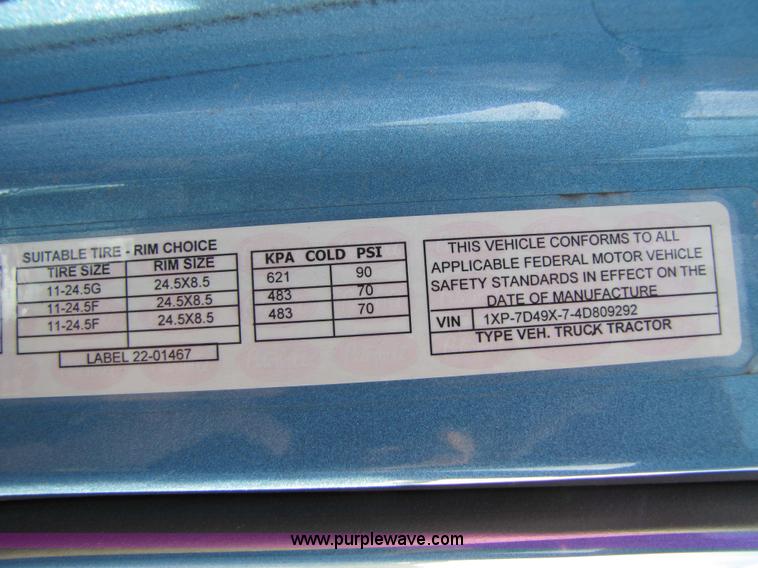 SUITABLE TIRE - RIM CHOICE
TIRE SIZE RIM SIZE
11-24.5G 24.5X8.5
11-24.5F 24.5X8.5
11-24.5F 24.5X8.5
LABEL 22-01467
KPA COLD PSI
621 90
483 70
483 70
THIS VEHICLE CONFORMS TO ALL
APPLICABLE FEDERAL MOTOR VEHICLE
SAFETY STANDARDS IN EFFECT ON THE
DATE OF MANUFACTURE
VIN 1XP-7D49X-7-4D809292
TYPE VEH. TRUCK TRACTOR
www.purplewave.com